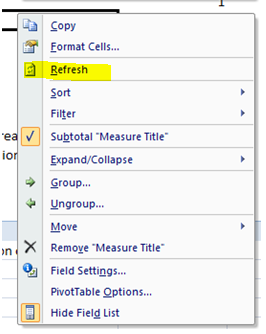 1
Copy
Format Cells...
Refresh
Sort
Filter
Subtotal "Measure Title"
Expand/Collapse
Group...
Ungroup...
Move
Remove "Measure Title"
Field Settings...
PivotTable Options...
Hide Field List